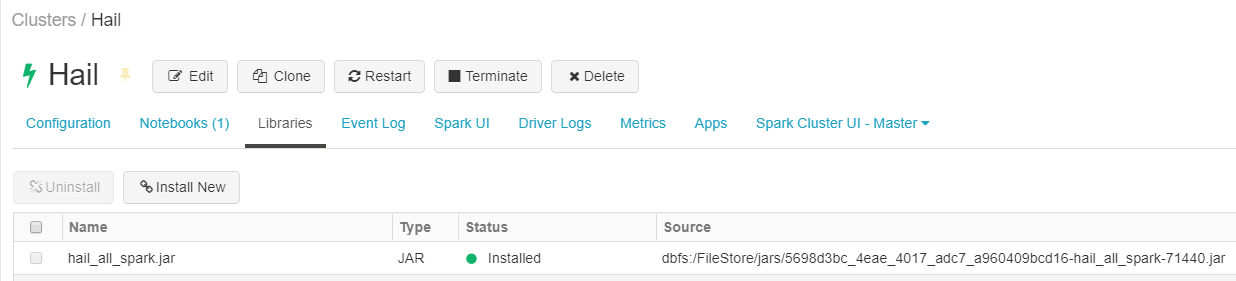 Clusters / Hail
Hail Edit Clone Restart Terminate Delete
Configuration Notebooks (1) Libraries Event Log Spark UI Driver Logs Metrics Apps Spark Cluster UI - Master
Uninstall Install New
Name Type Status Source
hail_all_spark.jar JAR Installed dbfs:/FileStore/jars/5698d3bc_4eae_4017_adc7_a960409bcd16-hail_all_spark-71440.jar